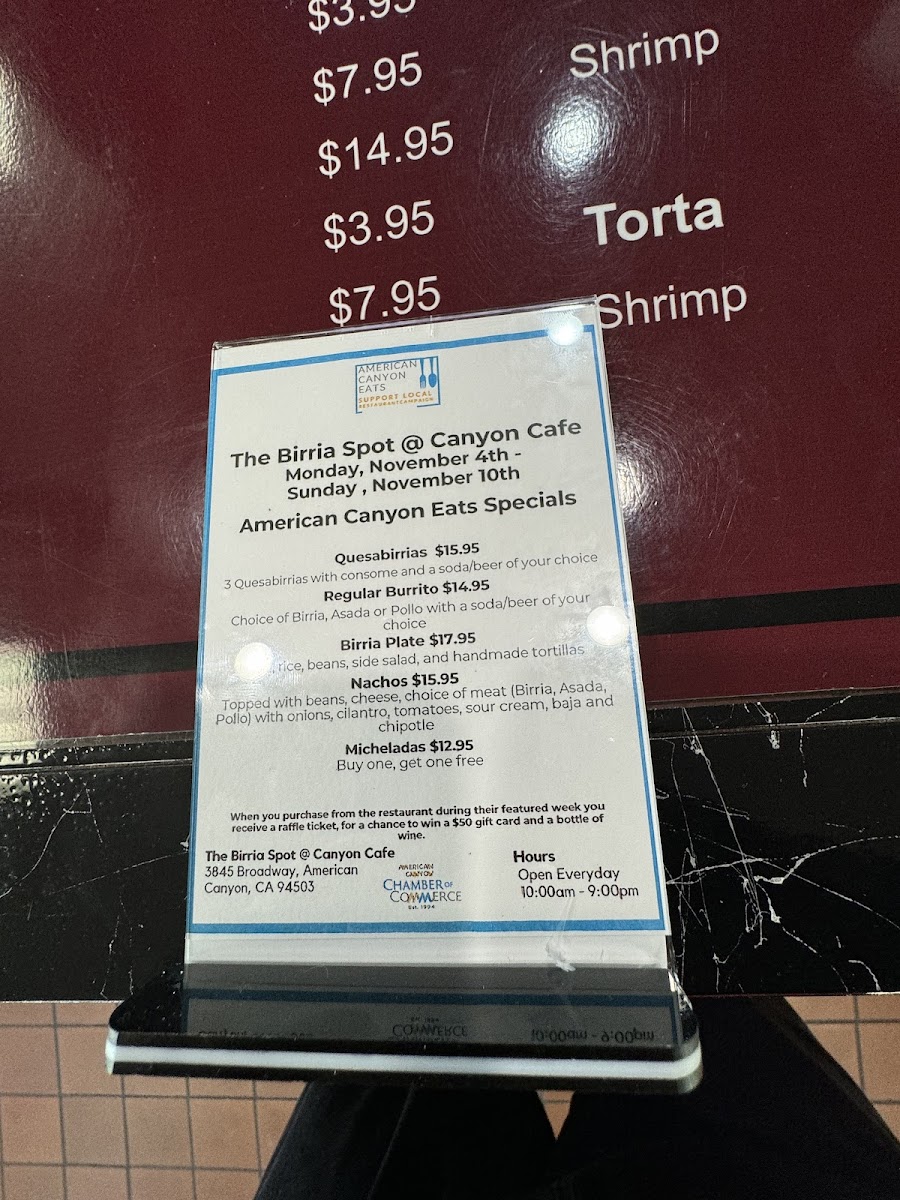 $3.95
$7.95
Shrimp
$14.95
$3.95
Torta
$7.95
Shrimp
AMERICAN
CANYON
EATS
SUPPORT LOCAL
RESTAURANT CAMPAIGN
The Birria Spot @ Canyon Cafe
Monday, November 4th -
Sunday , November 10th
American Canyon Eats Specials
Quesabirrias $15.95
3 Quesabirrias with consome and a soda/beer of your choice
Regular Burrito $14.95
Choice of Birria, Asada or Pollo with a soda/beer of your
choice
Birria Plate $17.95
rice, beans, side salad, and handmade tortillas
Nachos $15.95
Topped with beans, cheese, choice of meat (Birria, Asada,
Pollo) with onions, cilantro, tomatoes, sour cream, baja and
chipotle
Micheladas $12.95
Buy one, get one free
When you purchase from the restaurant during their featured week you
receive a raffle ticket, for a chance to win a $50 gift card and a bottle of
wine.
The Birria Spot @ Canyon Cafe
3845 Broadway, American
Canyon, CA 94503
AMERICAN
CANYON
CHAMBER OF
COMMERCE
Est. 1994
Hours
Open Everyday
10:00am - 9:00pm